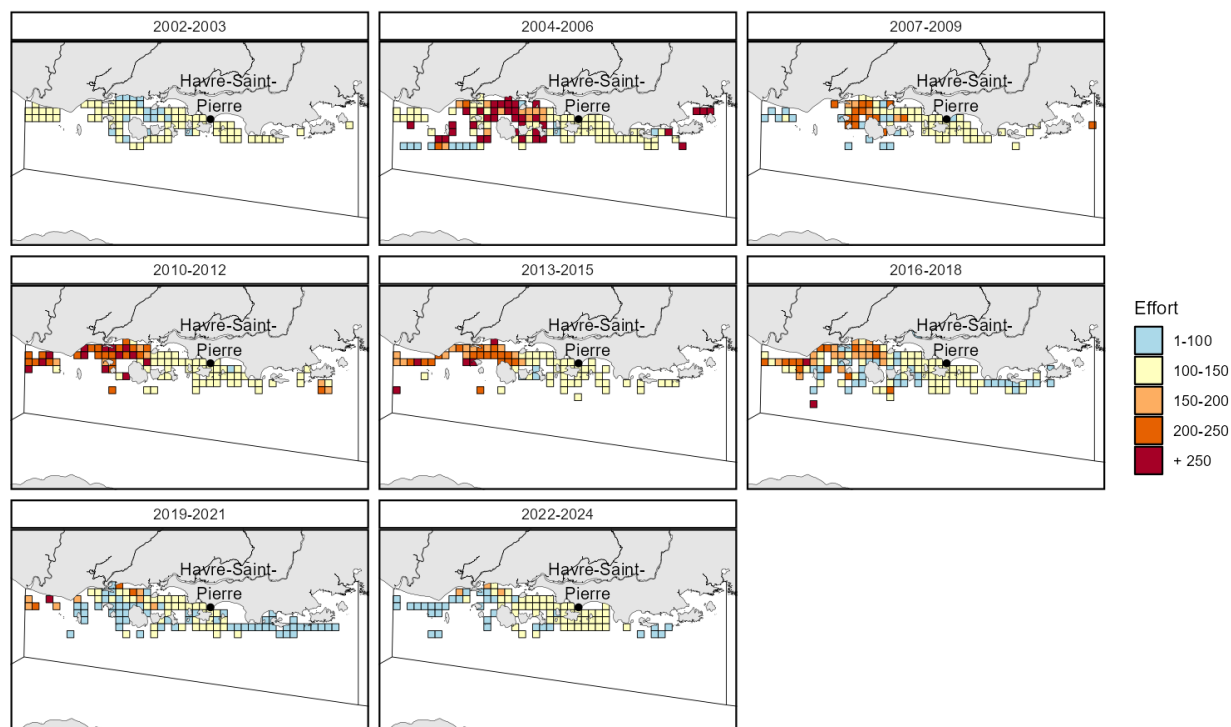 2002-2003
2004-2006
2007-2009
Havre-Saint-
Pierre
Havre-Saint-
Pierre
Havre-Saint-
Pierre
2010-2012
2013-2015
2016-2018
Havre-Saint-
Pierre
Havre-Saint-
Pierre
Havre-Saint-
Pierre
2019-2021
2022-2024
Havre-Saint-
Pierre
Havre-Saint-
Pierre
Effort
1-100
100-150
150-200
200-250
+ 250